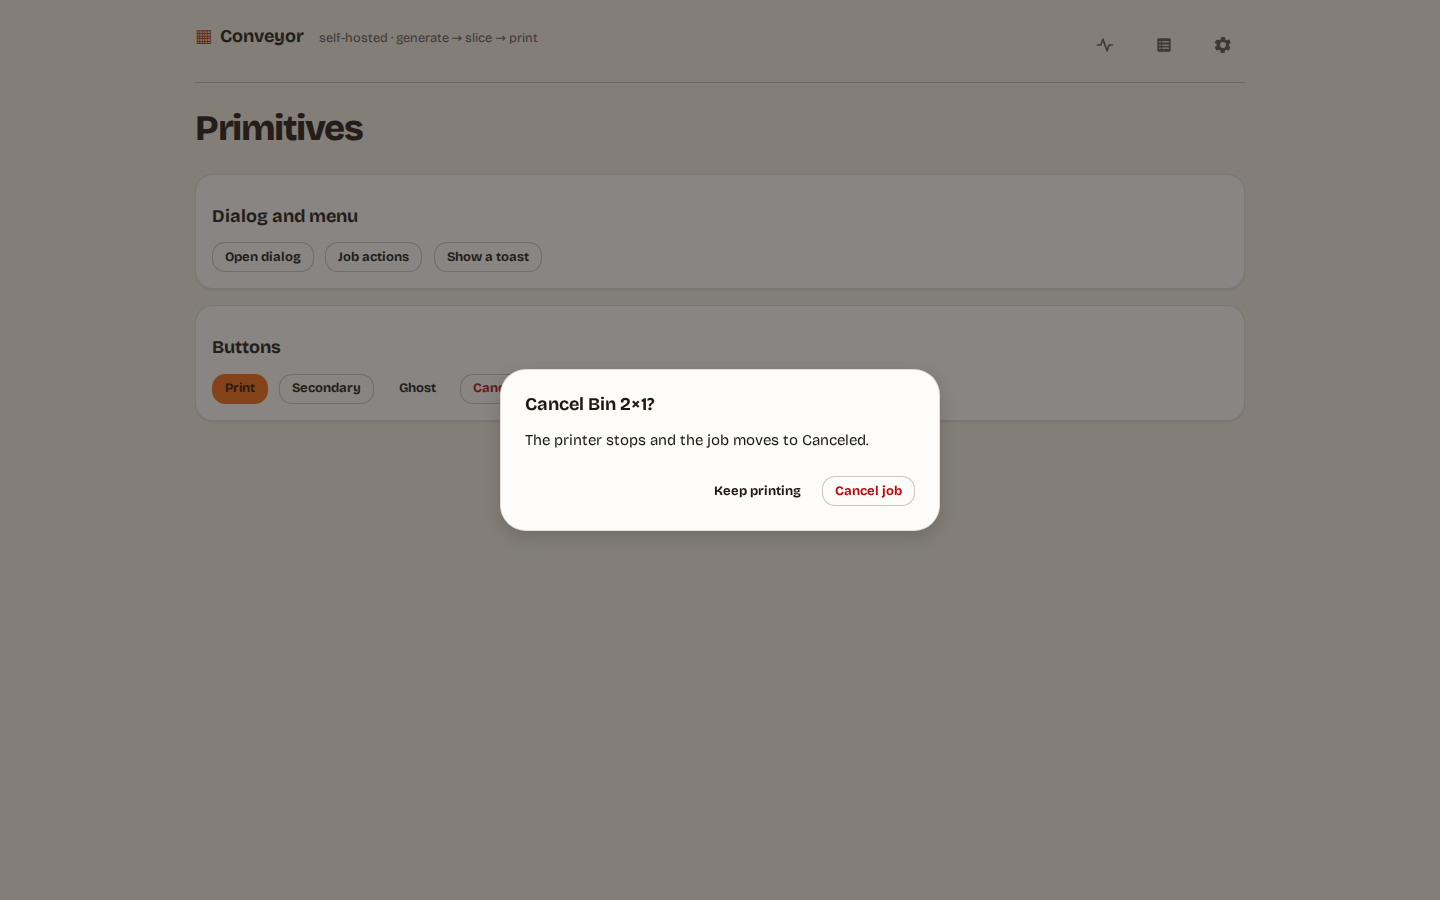 Conveyor self-hosted · generate → slice → print
Primitives
Dialog and menu
Open dialog Job actions Show a toast
Buttons
Print Secondary Ghost
Cancel Bin 2×1?
The printer stops and the job moves to Canceled.
Keep printing Cancel job